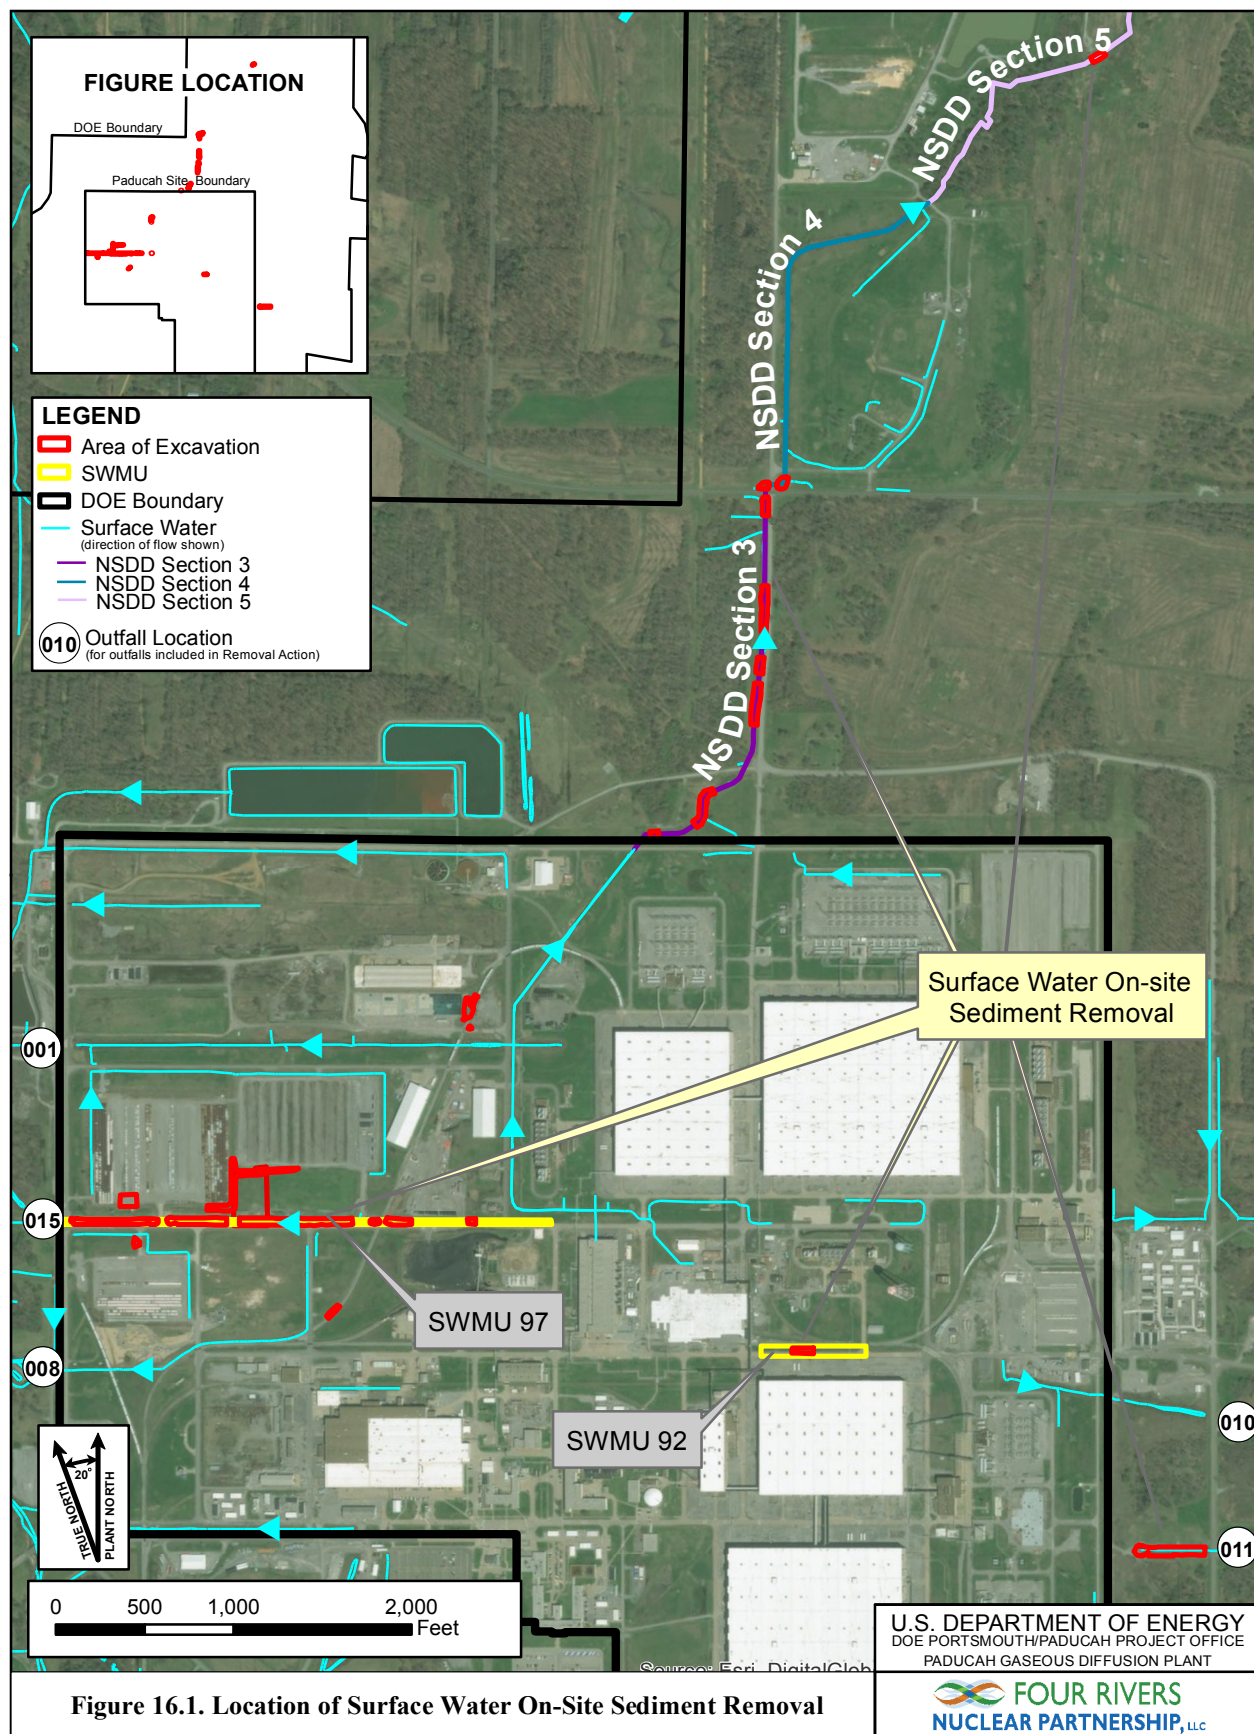 FIGURE LOCATION
DOE Boundary
Paducah Site Boundary
LEGEND
Area of Excavation
SWMU
DOE Boundary
Surface Water
(direction of flow shown)
NSDD Section 3
NSDD Section 4
NSDD Section 5
010 Outfall Location
(for outfalls included in Removal Action)
NSDD Section 5
NSDD Section 4
NSDD Section 3
Surface Water On-site
Sediment Removal
001
015
SWMU 97
008
SWMU 92
010
011
20°
TRUE NORTH
PLANT NORTH
0 500 1,000 2,000
Feet
Source: Esri, DigitalGlob
U.S. DEPARTMENT OF ENERGY
DOE PORTSMOUTH/PADUCAH PROJECT OFFICE
PADUCAH GASEOUS DIFFUSION PLANT
Figure 16.1. Location of Surface Water On-Site Sediment Removal
FOUR RIVERS
NUCLEAR PARTNERSHIP, LLC